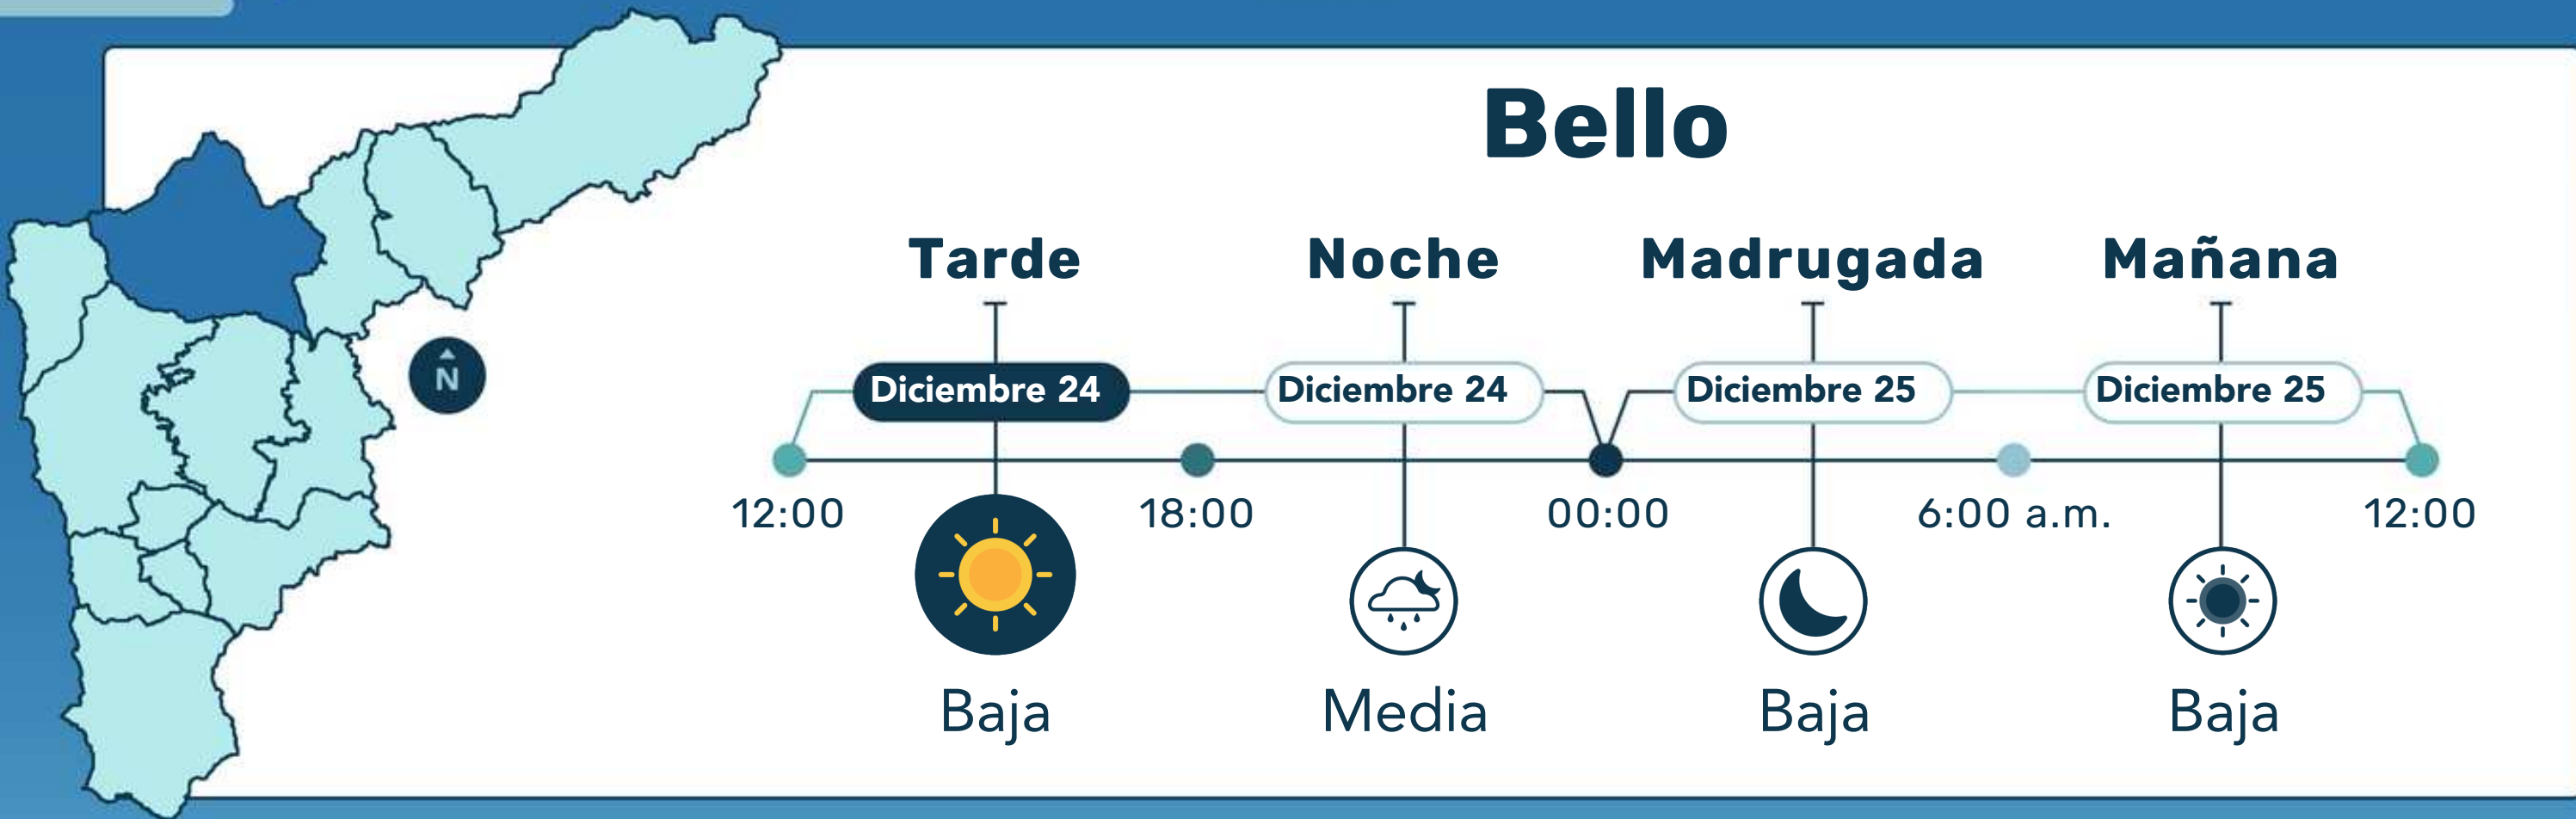 Bello
Tarde
Noche
Madrugada
Mañana
Diciembre 24
Diciembre 24
Diciembre 25
Diciembre 25
N
12:00
18:00
00:00
6:00 a.m.
12:00
Baja
Media
Baja
Baja